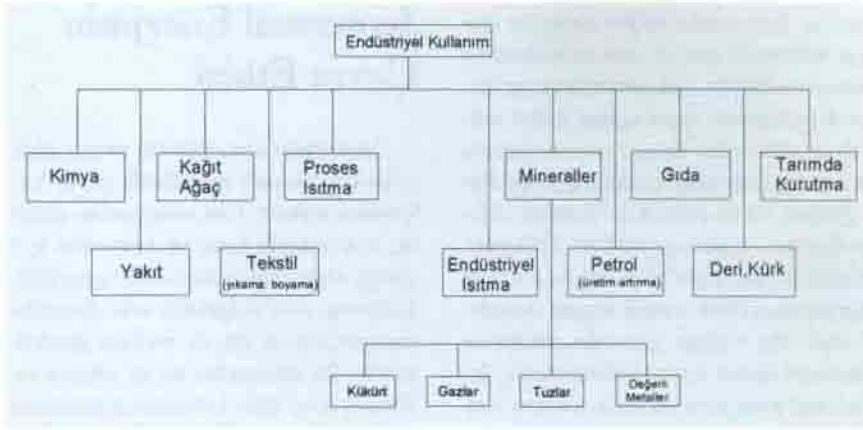 Endüstriyel Kullanım
Kimya
Kağıt
Ağaç
Proses
Isıtma
Mineraller
Gıda
Tarımda
Kurutma
Yakıt
Tekstil
(yıkama, boyama)
Endüstriyel
Isıtma
Petrol
(üretim artırma)
Deri,Kürk
Kükürt
Gazlar
Tuzlar
Değerli
Metaller